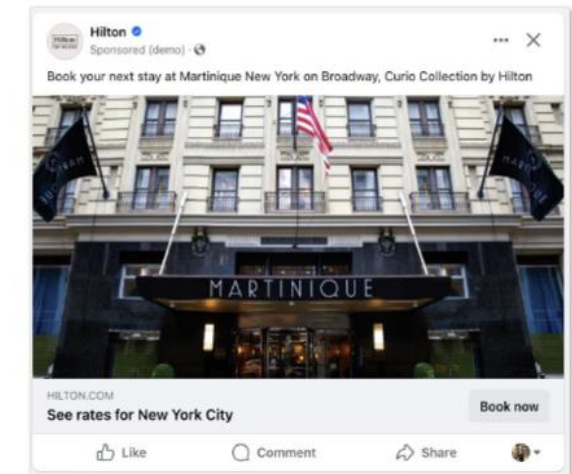 Hilton
Sponsored (demo) ·
Book your next stay at Martinique New York on Broadway, Curio Collection by Hilton
MARTINIQUE
MARTINIQUE
HILTON.COM
See rates for New York City
Book now
Like
Comment
Share